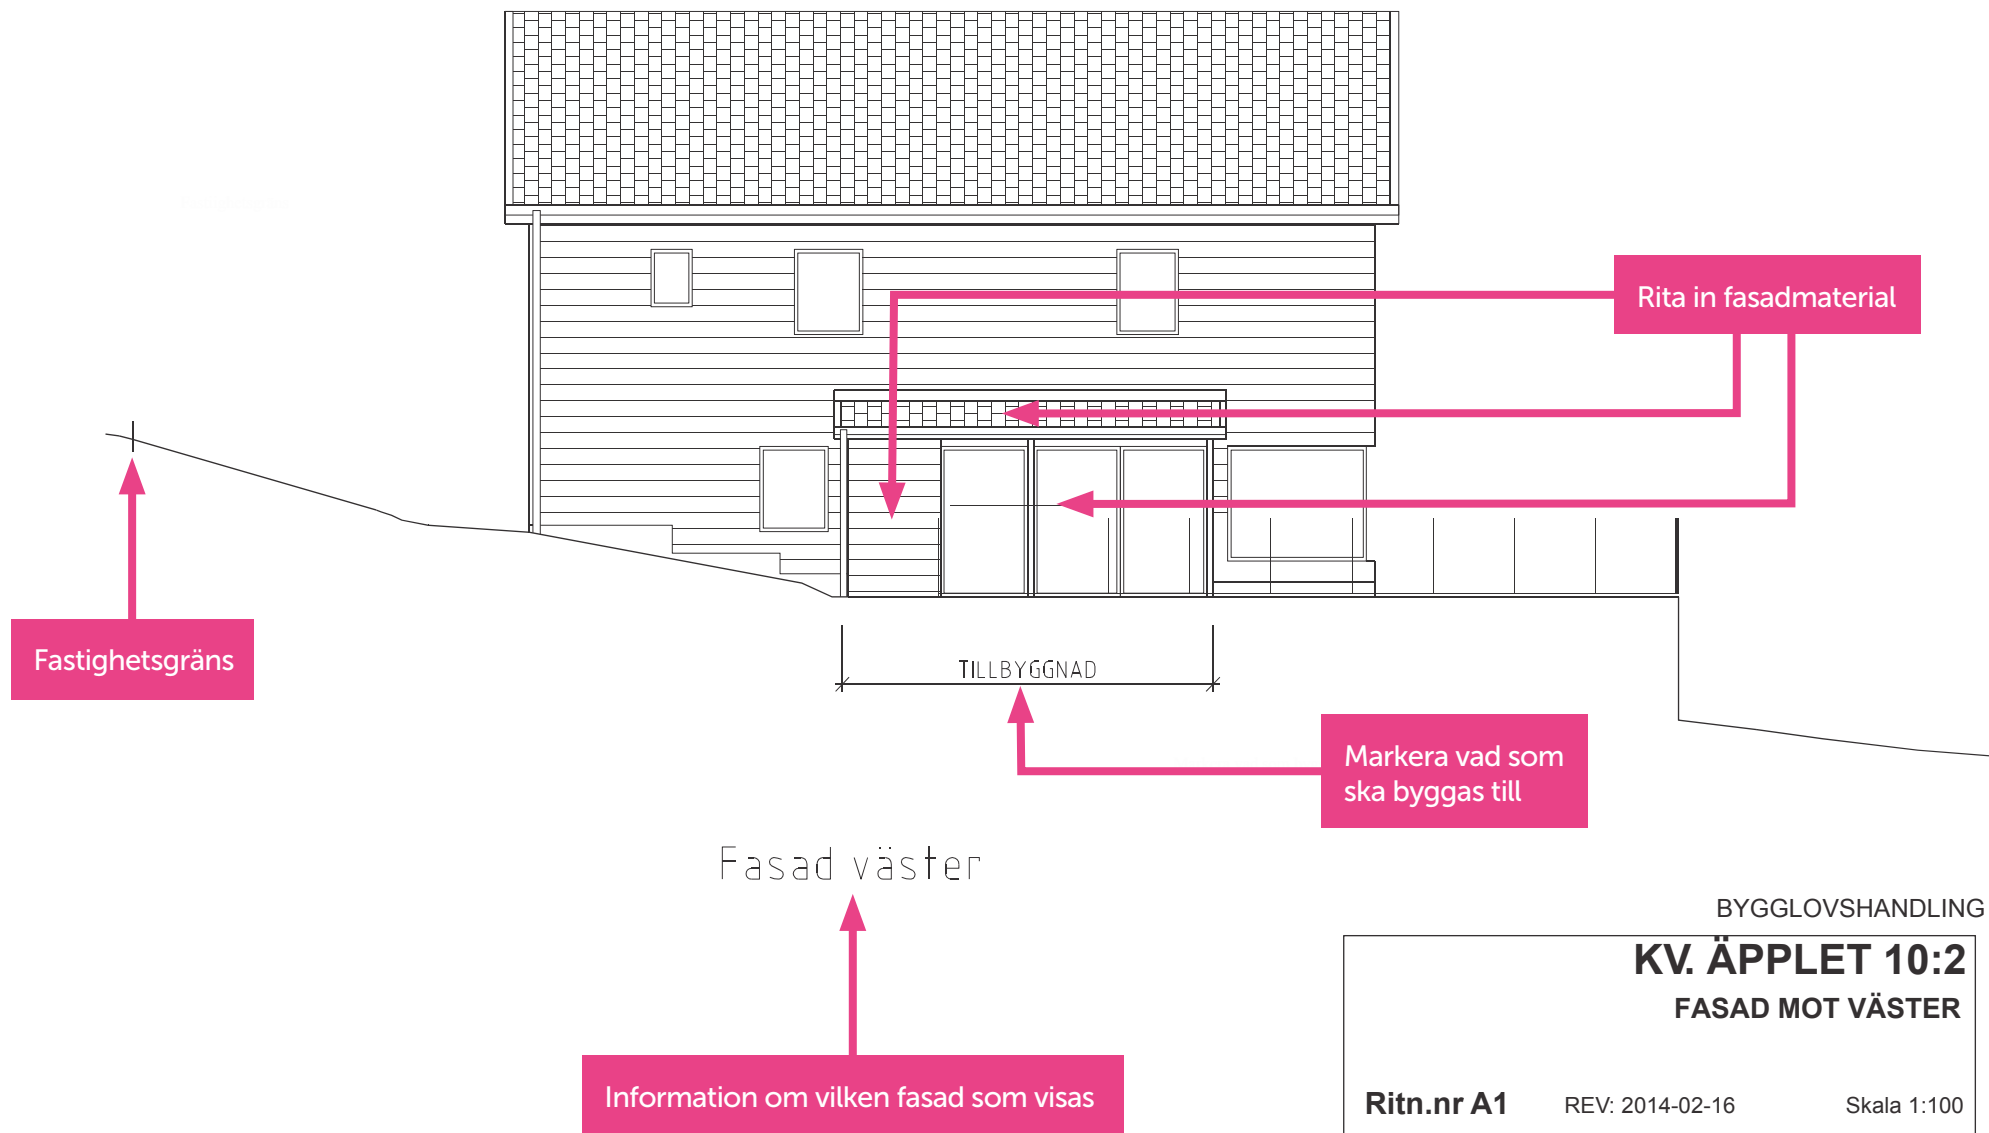 Rita in fasadmaterial
Fastighetsgräns
TILLBYGGNAD
Markera vad som
ska byggas till
Fasad väster
Information om vilken fasad som visas
BYGGLOVSHANDLING
KV. ÄPPLET 10:2
FASAD MOT VÄSTER
Ritn.nr A1 REV: 2014-02-16 Skala 1:100